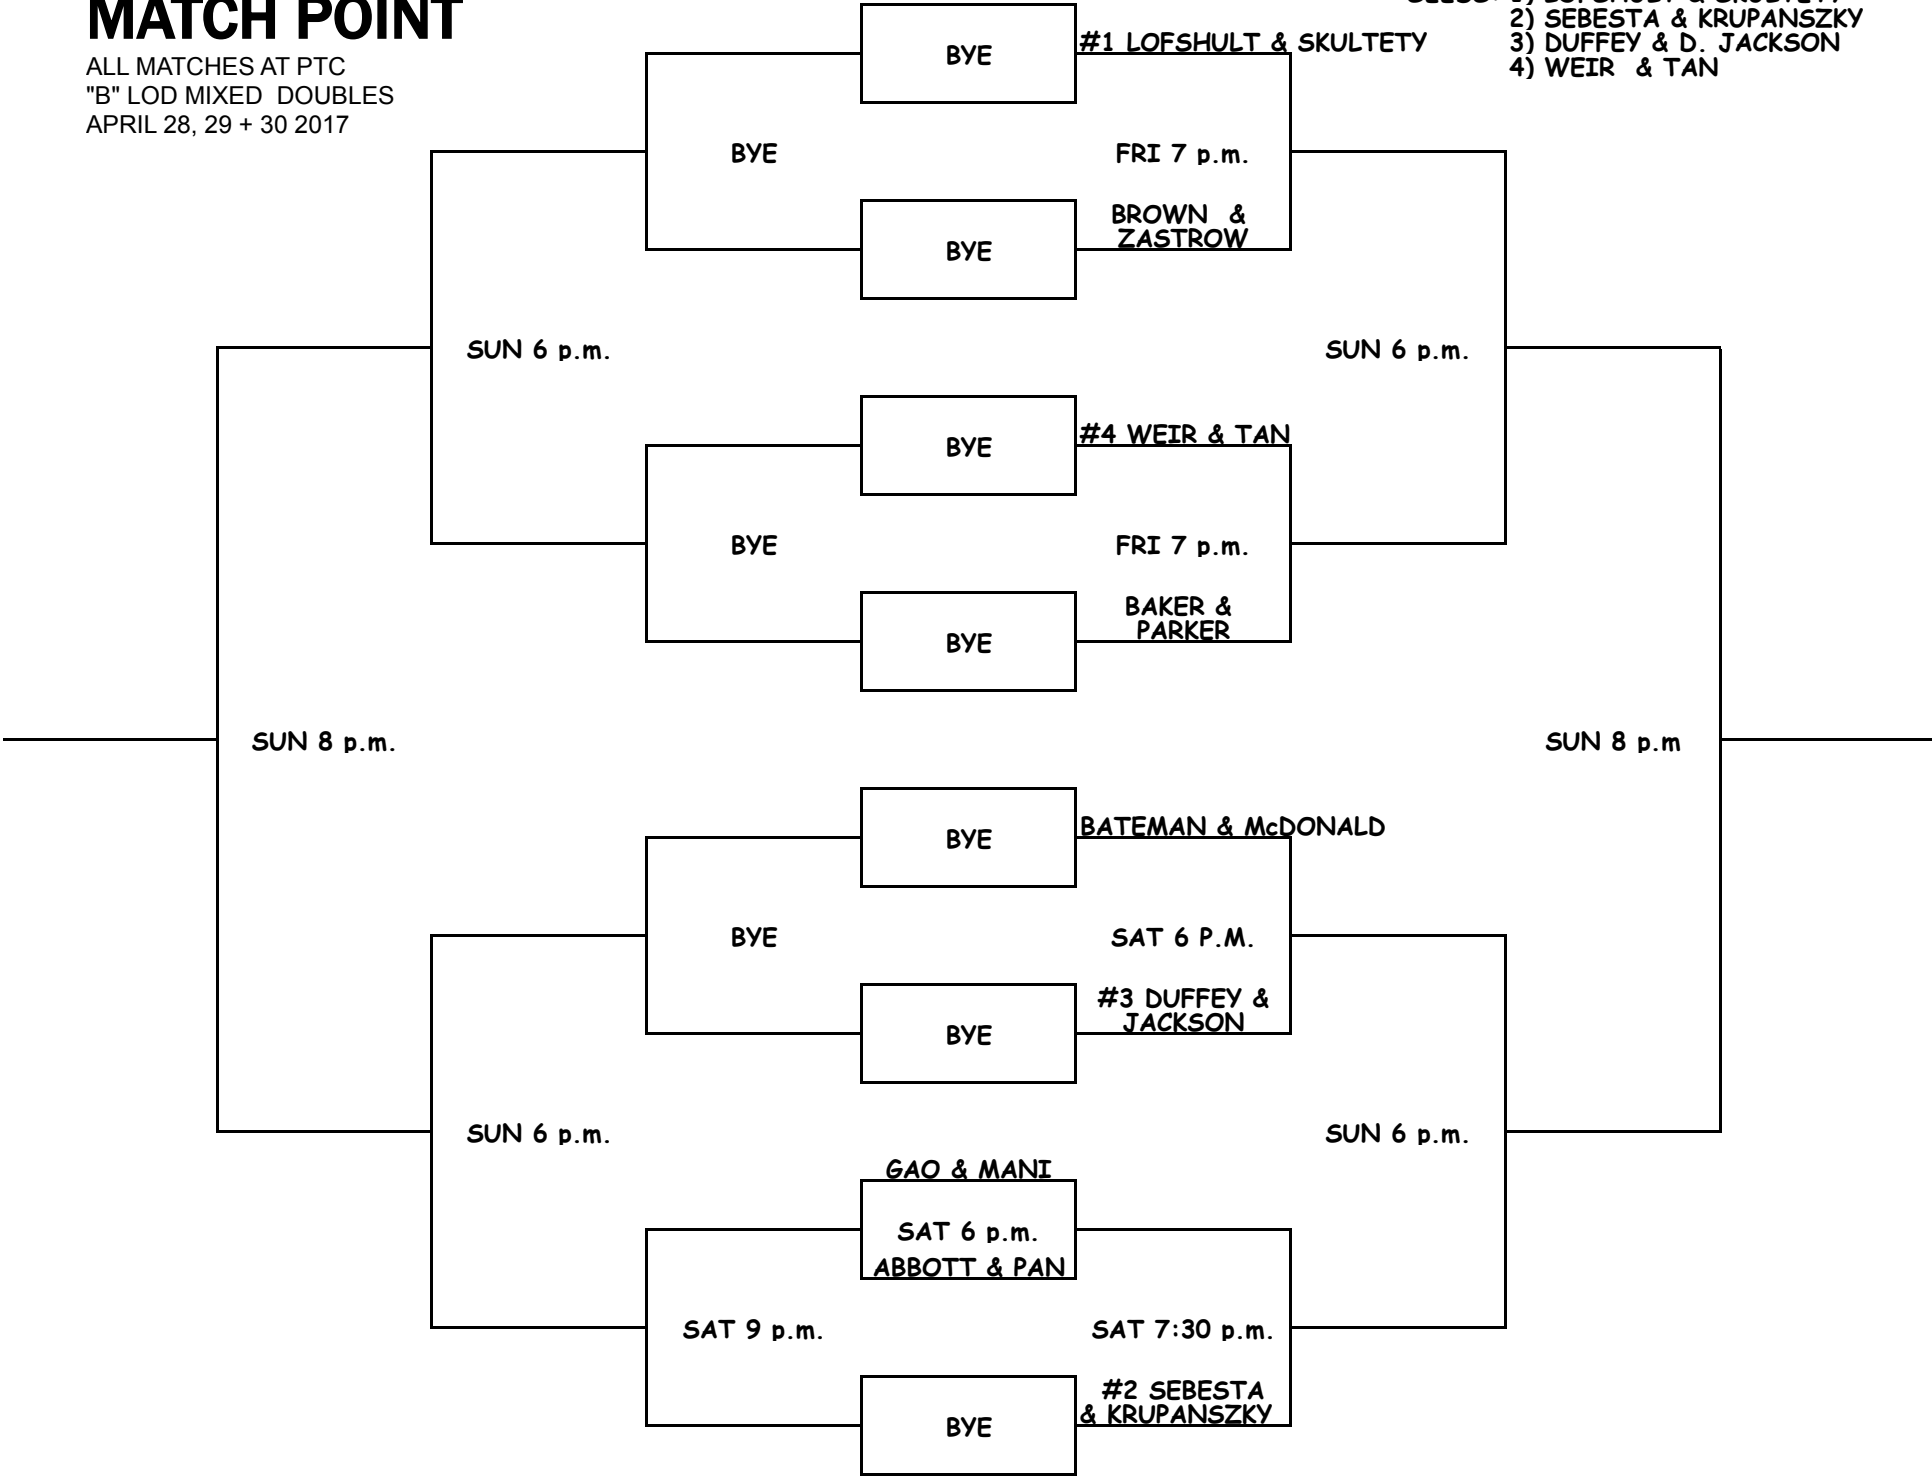 MATCH POINT
ALL MATCHES AT PTC
"B" LOD MIXED DOUBLES
APRIL 28, 29 + 30 2017
2) SEBESTA & KRUPANSZKY
3) DUFFEY & D. JACKSON
4) WEIR & TAN
BYE
#1 LOFSHULT & SKULTETY
BYE
FRI 7 p.m.
BYE
BROWN &
ZASTROW
SUN 6 p.m.
SUN 6 p.m.
BYE
#4 WEIR & TAN
BYE
FRI 7 p.m.
BYE
BAKER &
PARKER
SUN 8 p.m.
SUN 8 p.m
BYE
BATEMAN & McDONALD
BYE
SAT 6 P.M.
BYE
#3 DUFFEY &
JACKSON
SUN 6 p.m.
SUN 6 p.m.
GAO & MANI
SAT 6 p.m.
ABBOTT & PAN
SAT 9 p.m.
SAT 7:30 p.m.
BYE
#2 SEBESTA
& KRUPANSZKY